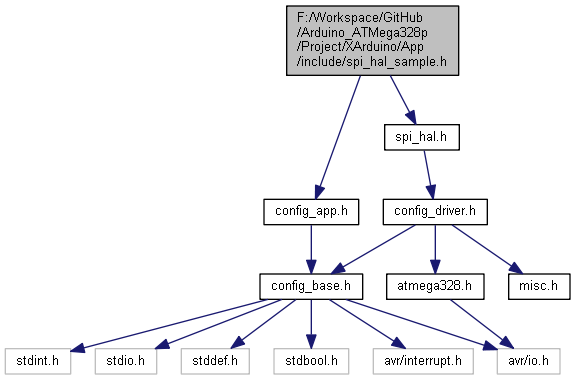 F:/Workspace/GitHub
/Arduino_ATMega328p
/Project/XArduino/App
/include/spi_hal_sample.h
spi_hal.h
config_app.h
config_driver.h
config_base.h
atmega328.h
misc.h
stdint.h
stdio.h
stddef.h
stdbool.h
avr/interrupt.h
avr/io.h